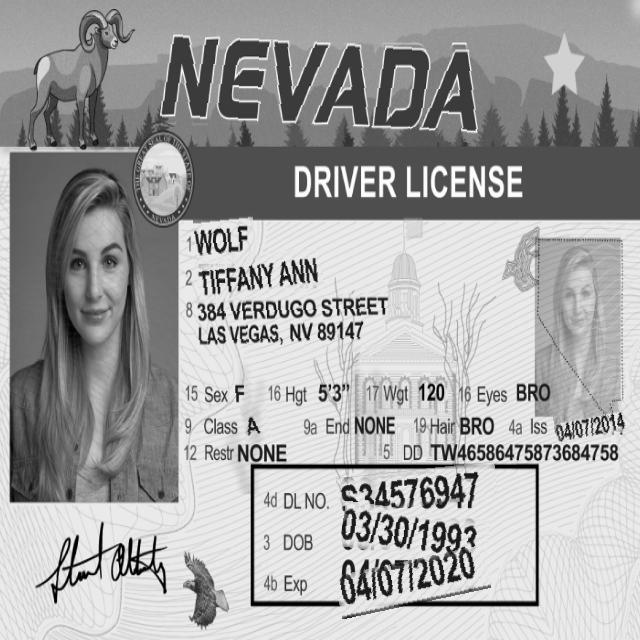 NEVADA
THE GREAT SEAL OF THE STATE OF NEVADA
DRIVER LICENSE
1 WOLF
2 TIFFANY ANN
8 384 VERDUGO STREET
LAS VEGAS, NV 89147
15 Sex F 16 Hgt 5'3" 17 Wgt 120 16 Eyes BRO
9 Class A 9a End NONE 19 Hair BRO 4a Iss 04/07/2014
12 Restr NONE 5 DD TW46586475873684758
4d DL NO. S34576947
3 DOB 03/30/1993
4b Exp 04/07/2020